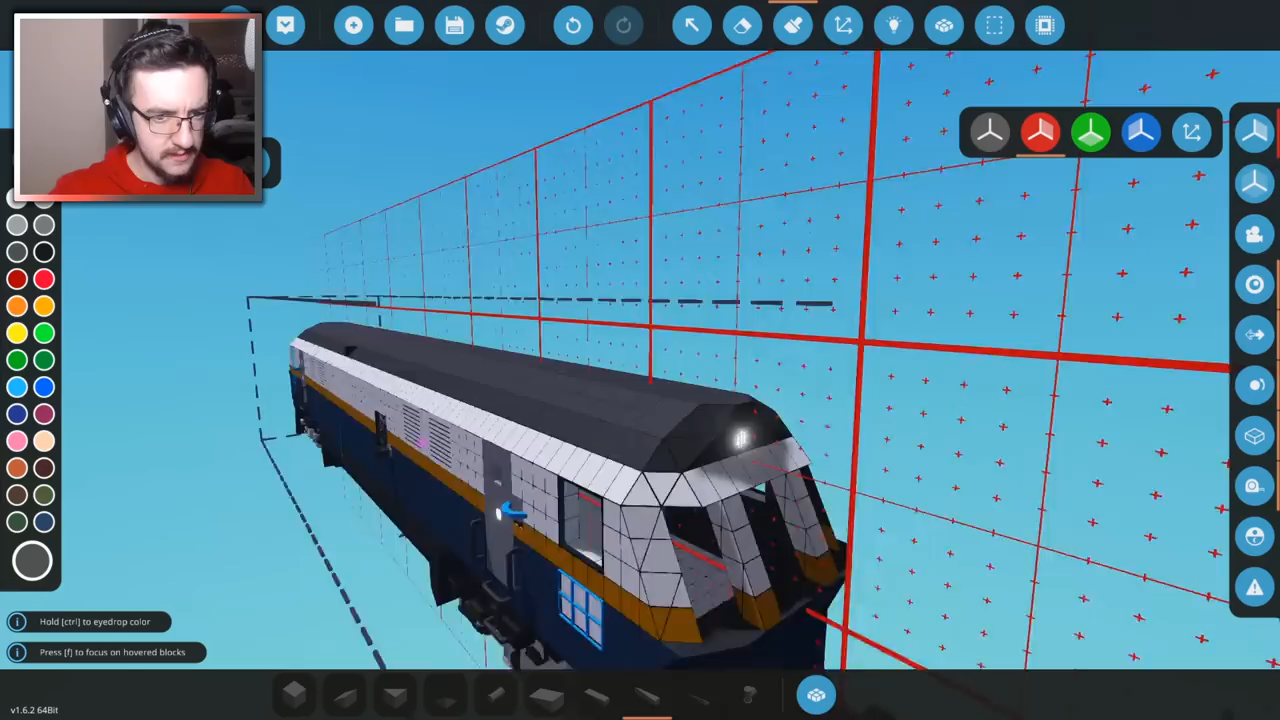 Hold [ctrl] to eyedrop color
Press [f] to focus on hovered blocks
v1.6.2 64Bit